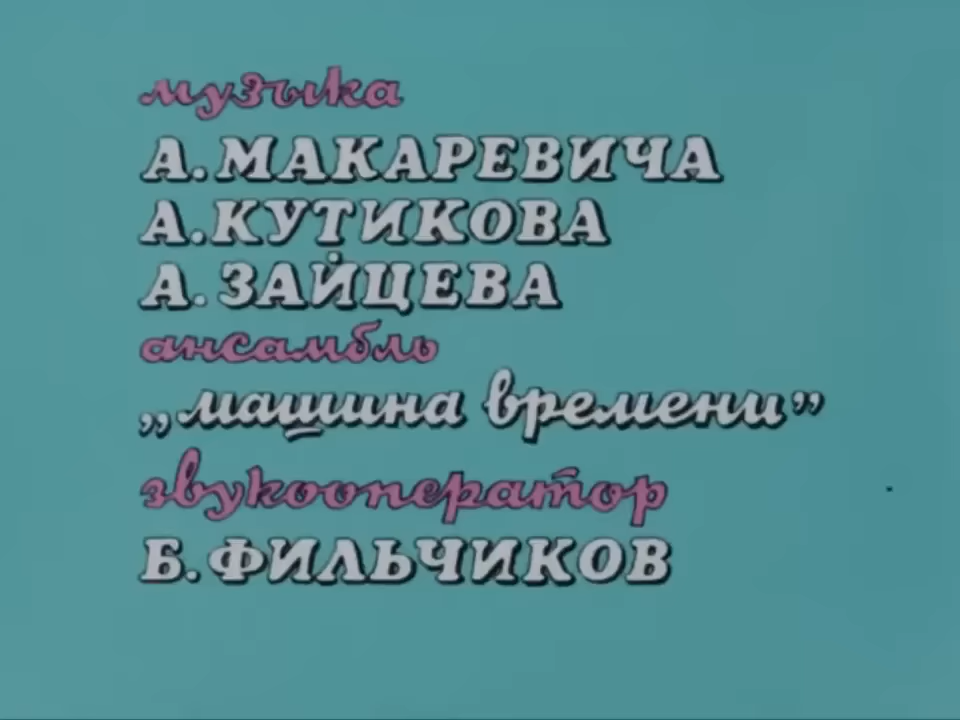 музыка
А. МАКАРЕВИЧА
А. КУТИКОВА
А. ЗАЙЦЕВА
ансамбль
„машина времени”
звукооператор
Б. ФИЛЬЧИКОВ